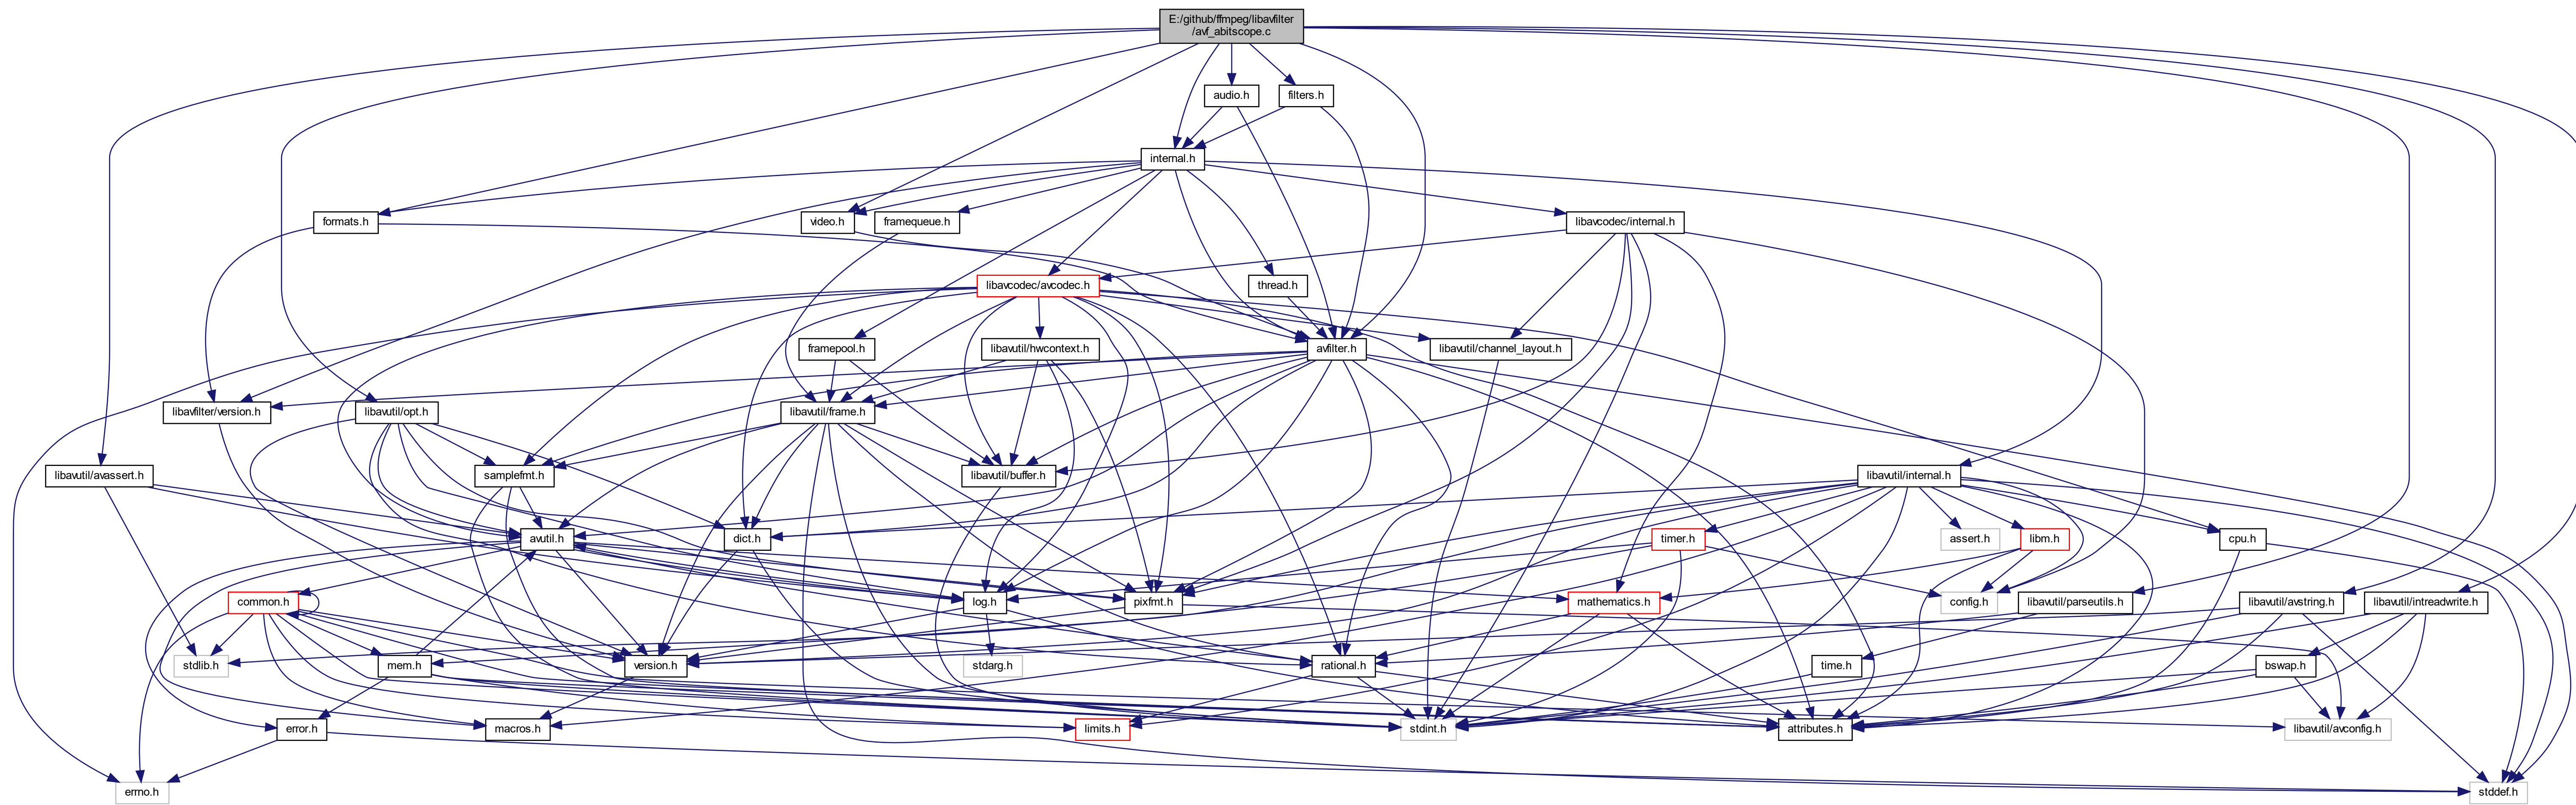 E:/github/ffmpeg/libavfilter
/avf_abitscope.c
audio.h
filters.h
internal.h
formats.h
video.h
framequeue.h
libavcodec/internal.h
libavcodec/avcodec.h
thread.h
framepool.h
libavutil/hwcontext.h
avfilter.h
libavutil/channel_layout.h
libavfilter/version.h
libavutil/opt.h
libavutil/frame.h
libavutil/avassert.h
samplefmt.h
libavutil/buffer.h
libavutil/internal.h
avutil.h
dict.h
timer.h
assert.h
libm.h
cpu.h
common.h
log.h
pixfmt.h
mathematics.h
config.h
libavutil/parseutils.h
libavutil/avstring.h
libavutil/intreadwrite.h
stdlib.h
mem.h
version.h
stdarg.h
rational.h
time.h
bswap.h
error.h
macros.h
limits.h
stdint.h
attributes.h
libavutil/avconfig.h
errno.h
stddef.h